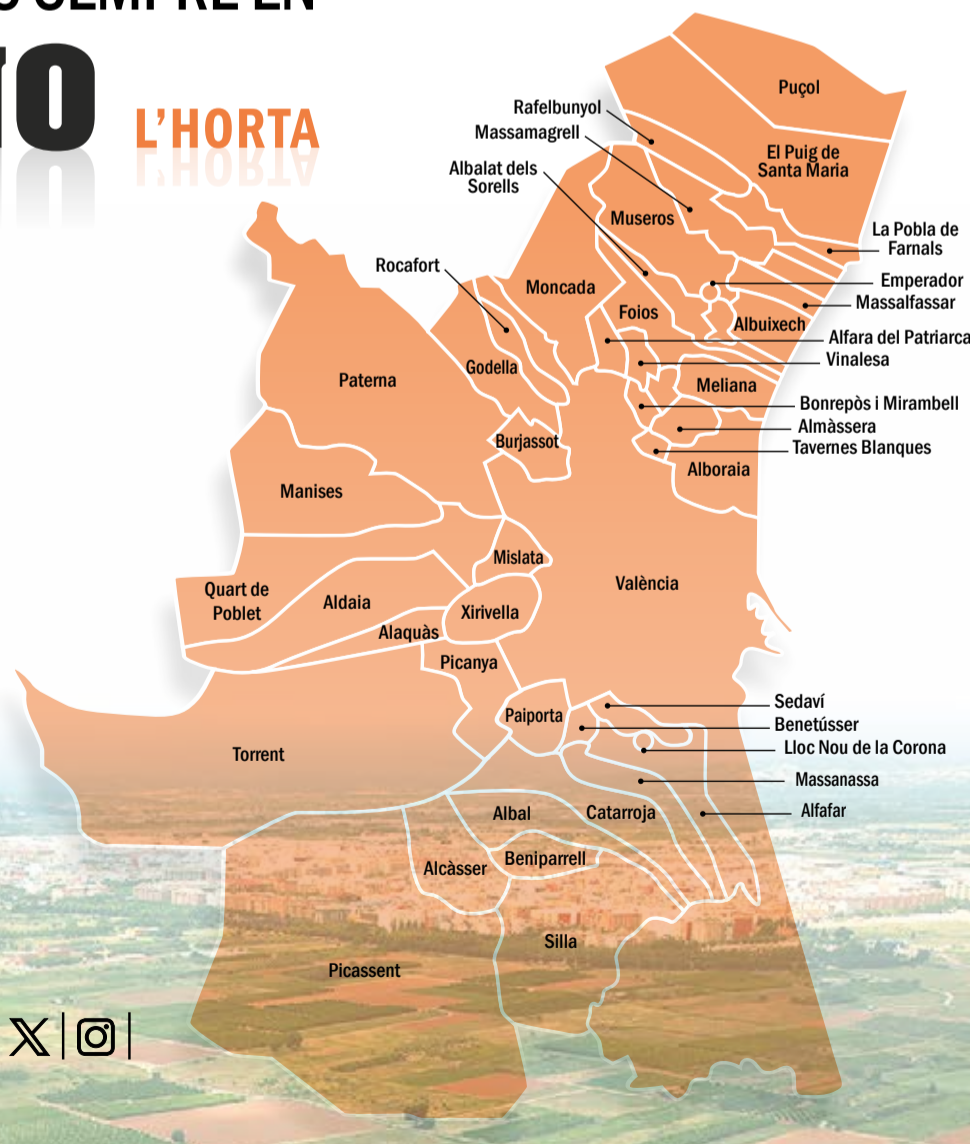 SEMPRE EN
L'HORTA
Puçol
Rafelbunyol
Massamagrell
El Puig de
Santa Maria
Albalat dels
Sorells
Museros
La Pobla de
Farnals
Rocafort
Moncada
Emperador
Massalfassar
Foios
Albuixech
Alfara del Patriarca
Vinalesa
Godella
Paterna
Meliana
Bonrepòs i Mirambell
Almàssera
Tavernes Blanques
Burjassot
Alboraia
Manises
Mislata
València
Quart de
Poblet
Aldaia
Xirivella
Alaquàs
Picanya
Sedaví
Paiporta
Benetússer
Lloc Nou de la Corona
Torrent
Massanassa
Albal
Catarroja
Alfafar
Beniparrell
Alcàsser
Silla
Picassent